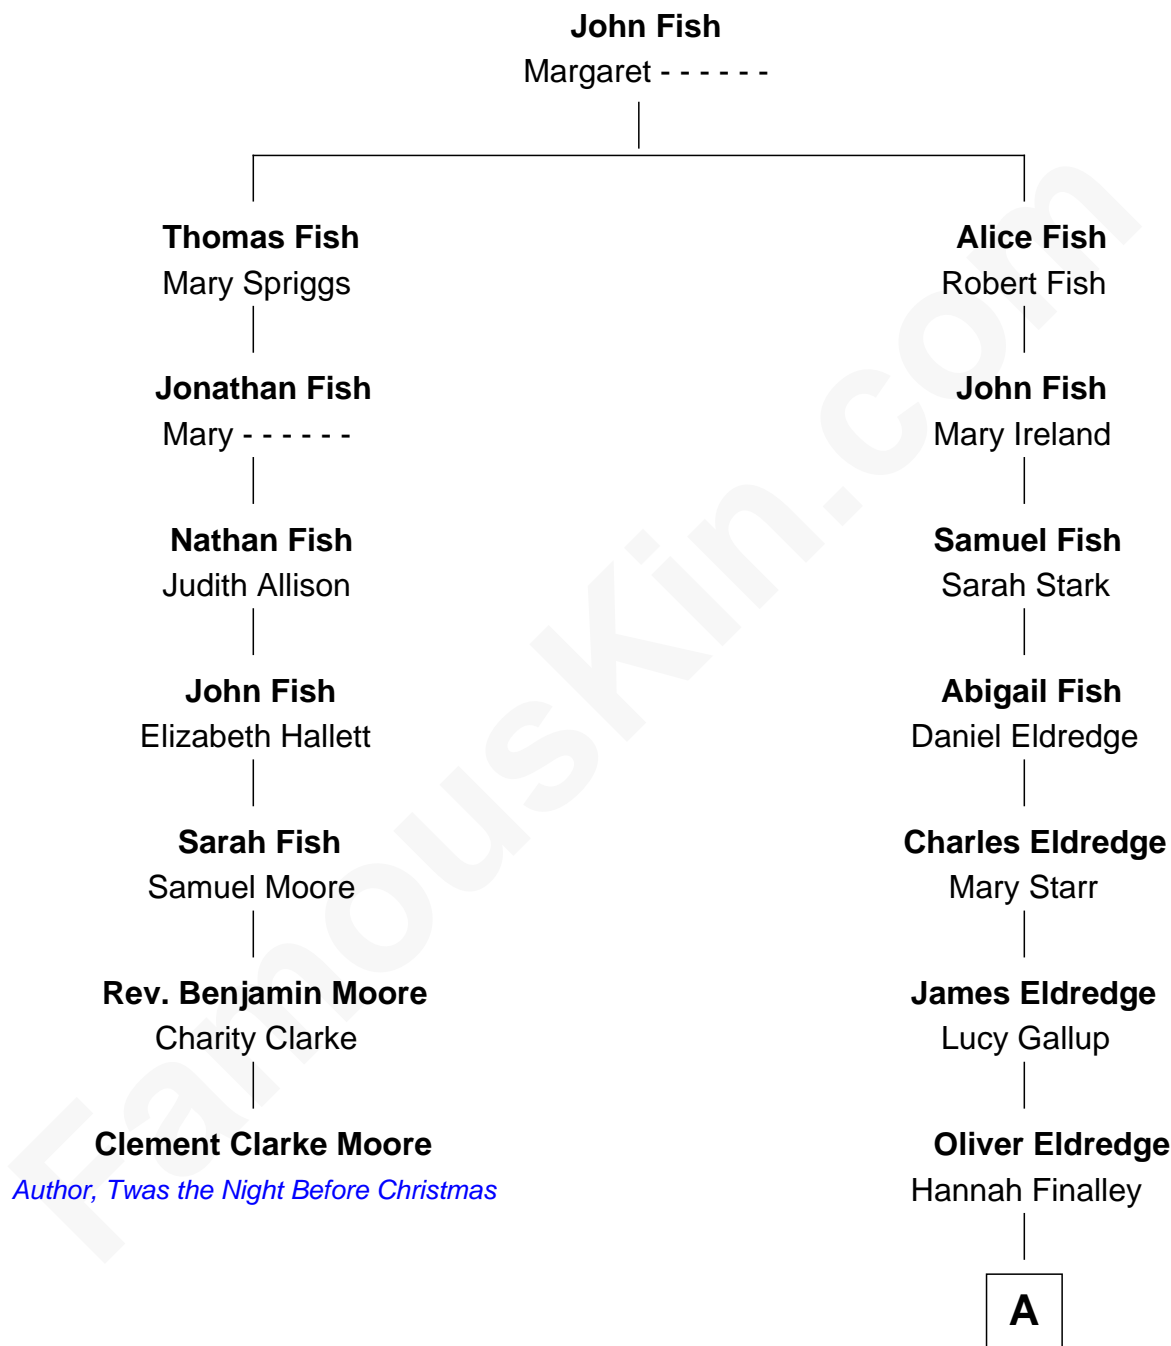 John Fish
Margaret - - - - - -
Thomas Fish
Mary Spriggs
Alice Fish
Robert Fish
Jonathan Fish
Mary - - - - - -
John Fish
Mary Ireland
Nathan Fish
Judith Allison
Samuel Fish
Sarah Stark
John Fish
Elizabeth Hallett
Abigail Fish
Daniel Eldredge
Sarah Fish
Samuel Moore
Charles Eldredge
Mary Starr
Rev. Benjamin Moore
Charity Clarke
James Eldredge
Lucy Gallup
Clement Clarke Moore
Author, Twas the Night Before Christmas
Oliver Eldredge
Hannah Finalley
A
FamousKin.com